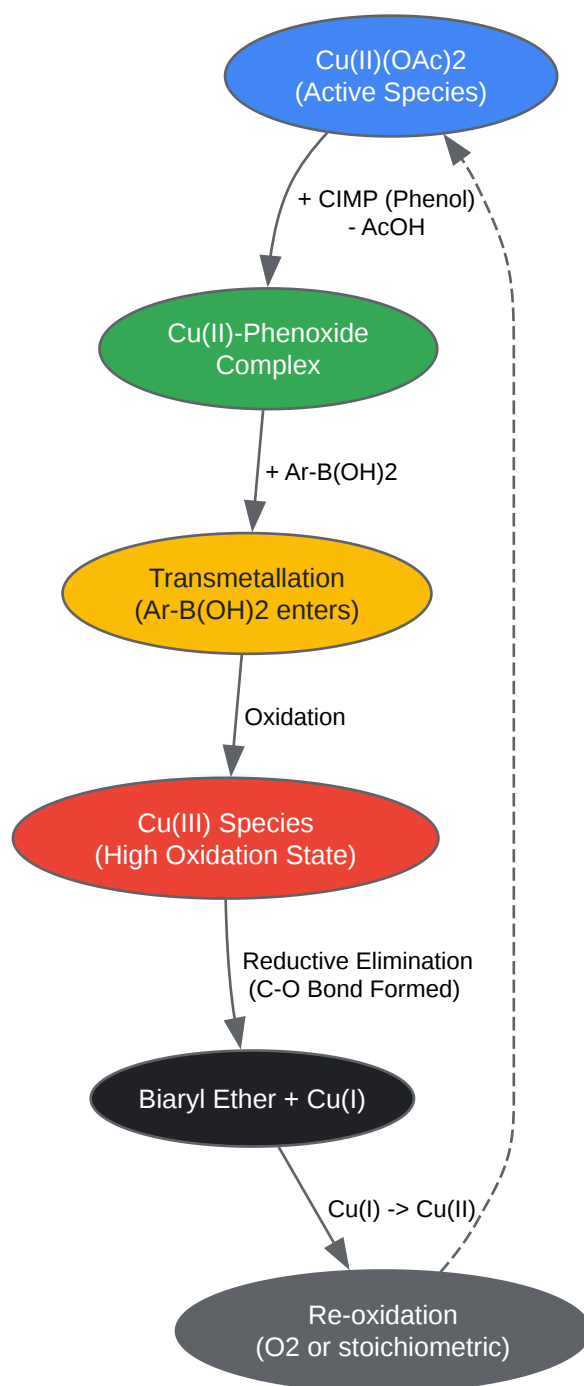 Cu(II)(OAc)2
(Active Species)
+ CIMP (Phenol)
- AcOH
Cu(II)-Phenoxide
Complex
+ Ar-B(OH)2
Transmetallation
(Ar-B(OH)2 enters)
Oxidation
Cu(III) Species
(High Oxidation State)
Reductive Elimination
(C-O Bond Formed)
Biaryl Ether + Cu(I)
Cu(I) -> Cu(II)
Re-oxidation
(O2 or stoichiometric)